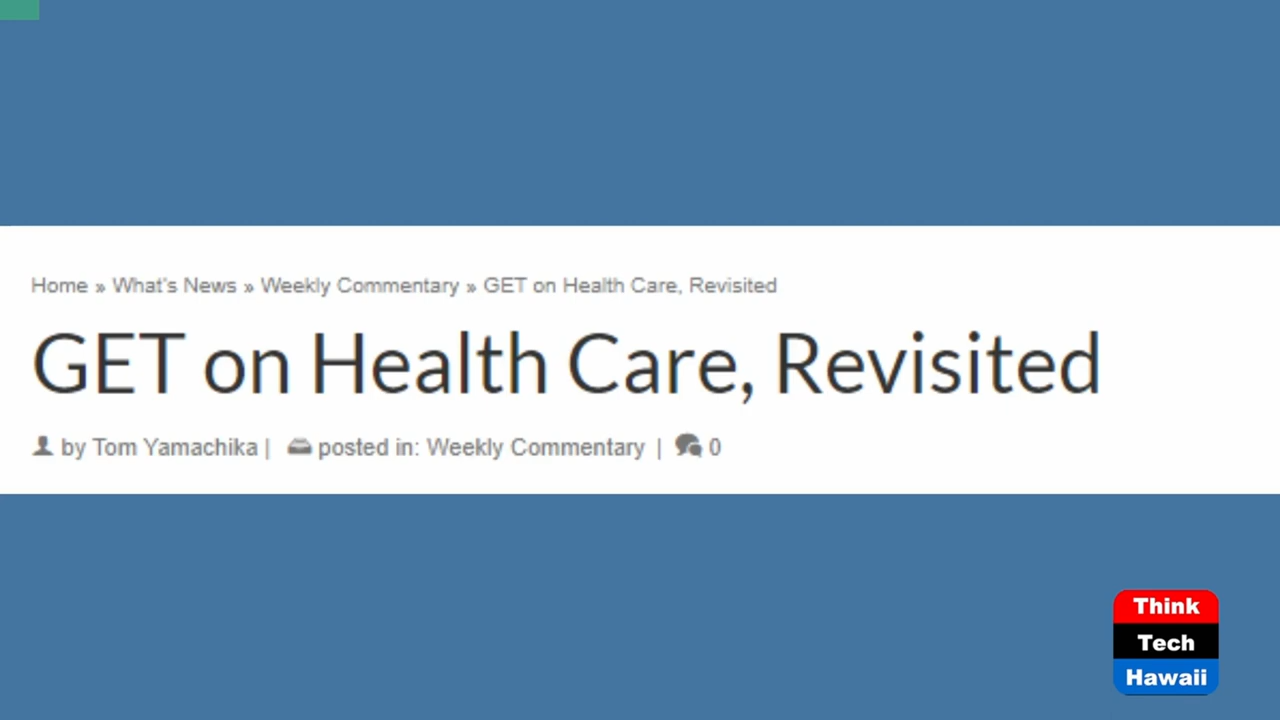 Home » What's News » Weekly Commentary » GET on Health Care, Revisited
GET on Health Care, Revisited
by Tom Yamachika | posted in: Weekly Commentary | 0
Think
Tech
Hawaii